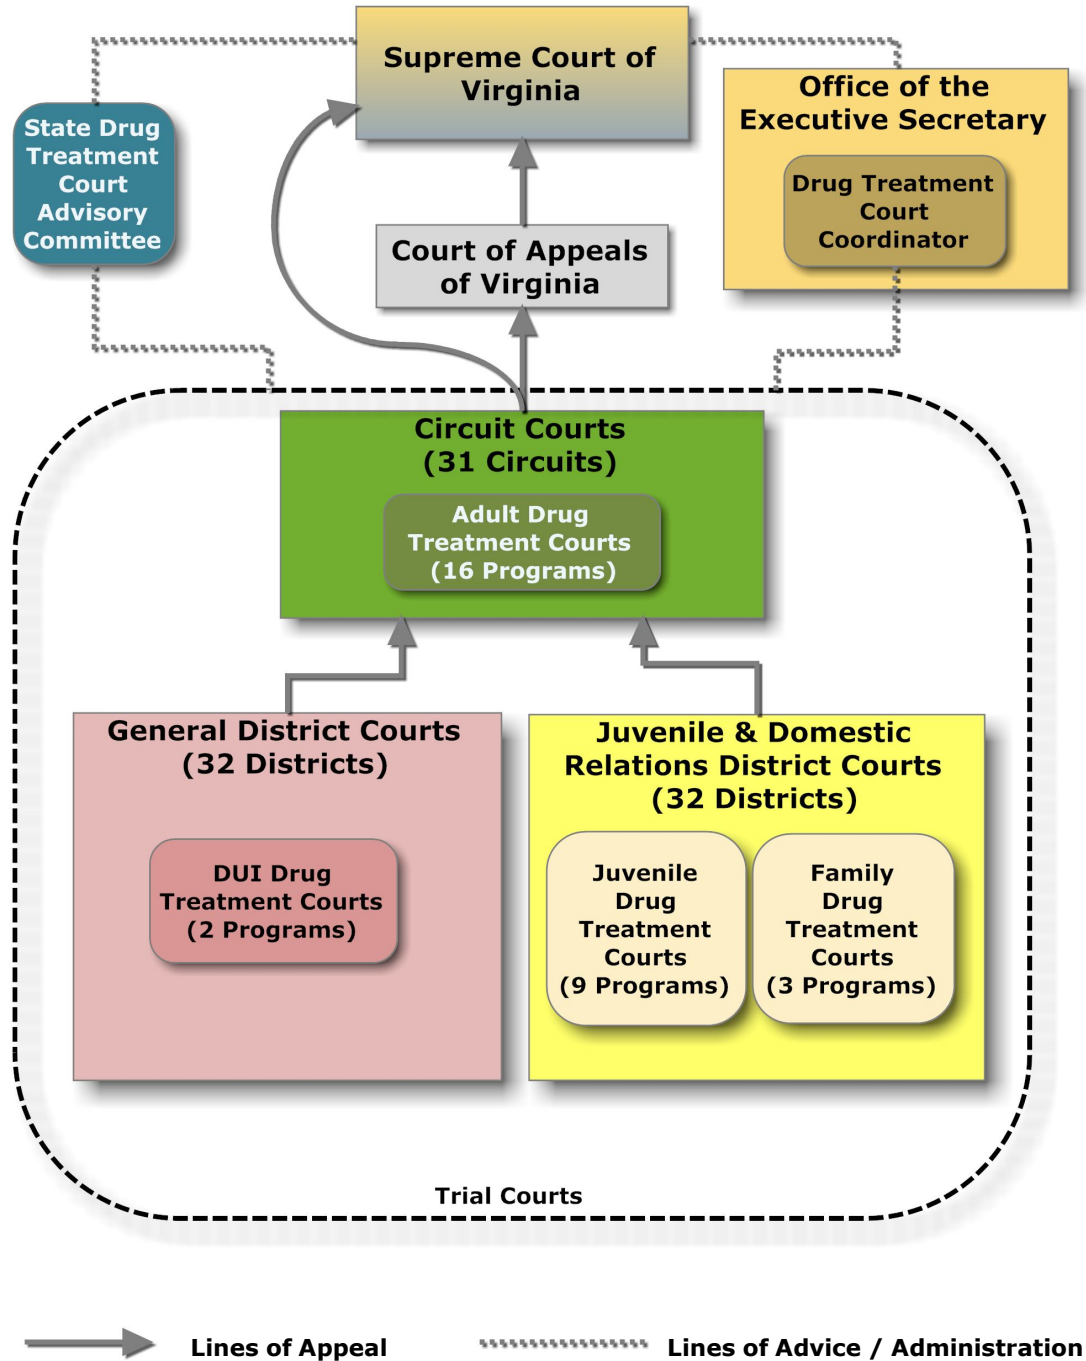 Supreme Court of
Virginia
Office of the
Executive Secretary
State Drug
Treatment
Court
Advisory
Committee
Drug Treatment
Court
Coordinator
Court of Appeals
of Virginia
Circuit Courts
(31 Circuits)
Adult Drug
Treatment Courts
(16 Programs)
General District Courts
(32 Districts)
DUI Drug
Treatment Courts
(2 Programs)
Juvenile & Domestic
Relations District Courts
(32 Districts)
Juvenile
Drug
Treatment
Courts
(9 Programs)
Family
Drug
Treatment
Courts
(3 Programs)
Trial Courts
Lines of Appeal
Lines of Advice / Administration